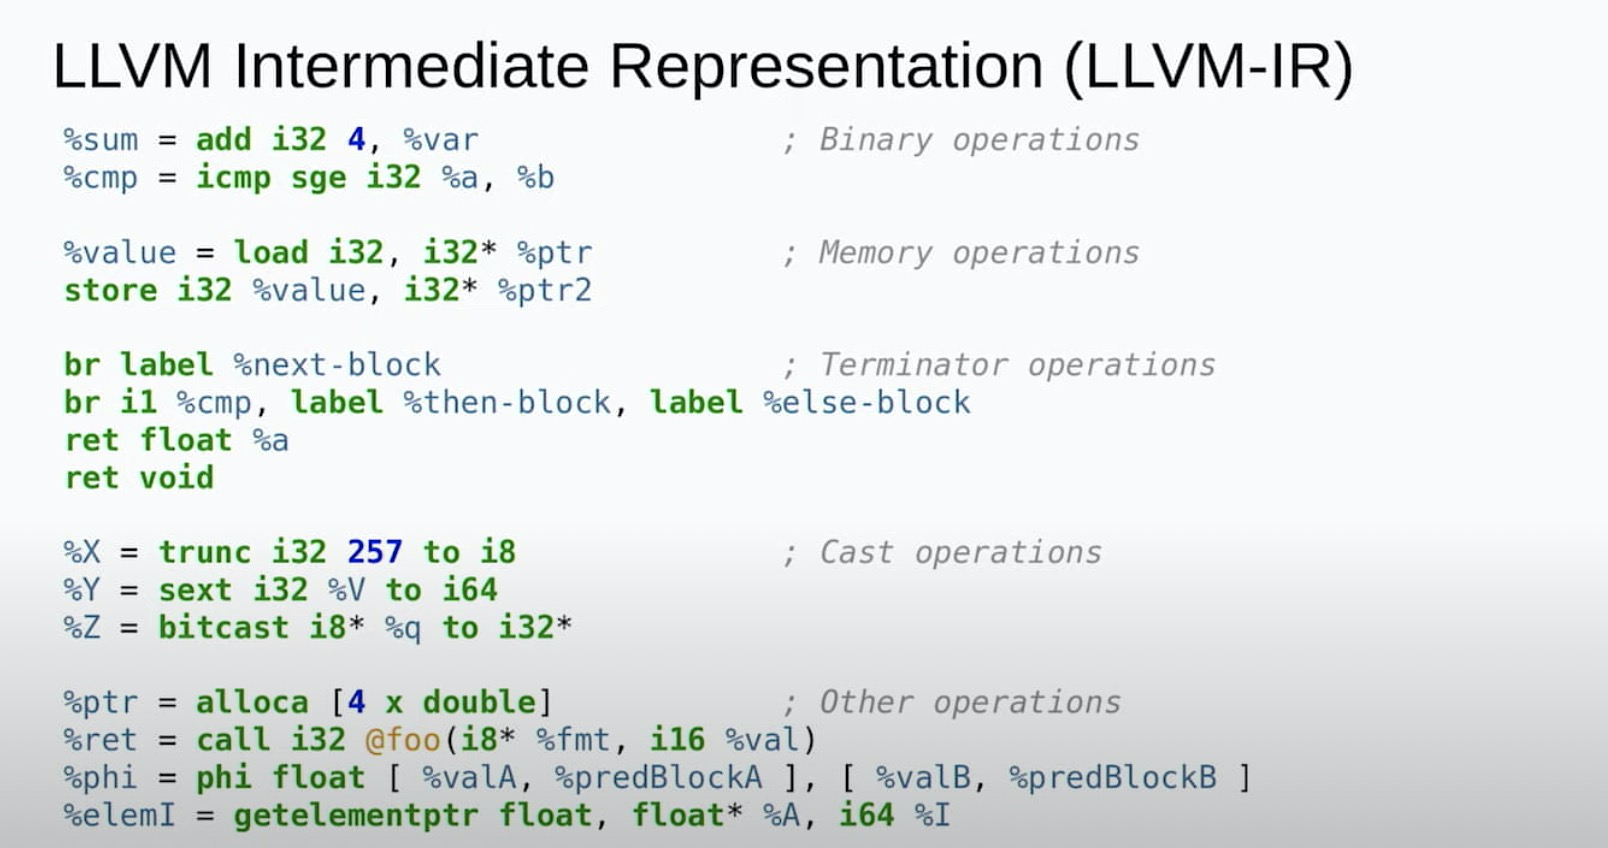 LLVM Intermediate Representation (LLVM-IR)
%sum = add i32 4, %var ; Binary operations
%cmp = icmp sge i32 %a, %b
%value = load i32, i32* %ptr ; Memory operations
store i32 %value, i32* %ptr2
br label %next-block ; Terminator operations
br i1 %cmp, label %then-block, label %else-block
ret float %a
ret void
%X = trunc i32 257 to i8 ; Cast operations
%Y = sext i32 %V to i64
%Z = bitcast i8* %q to i32*
%ptr = alloca [4 x double] ; Other operations
%ret = call i32 @foo(i8* %fmt, i16 %val)
%phi = phi float [ %valA, %predBlockA ], [ %valB, %predBlockB ]
%elemI = getelementptr float, float* %A, i64 %I